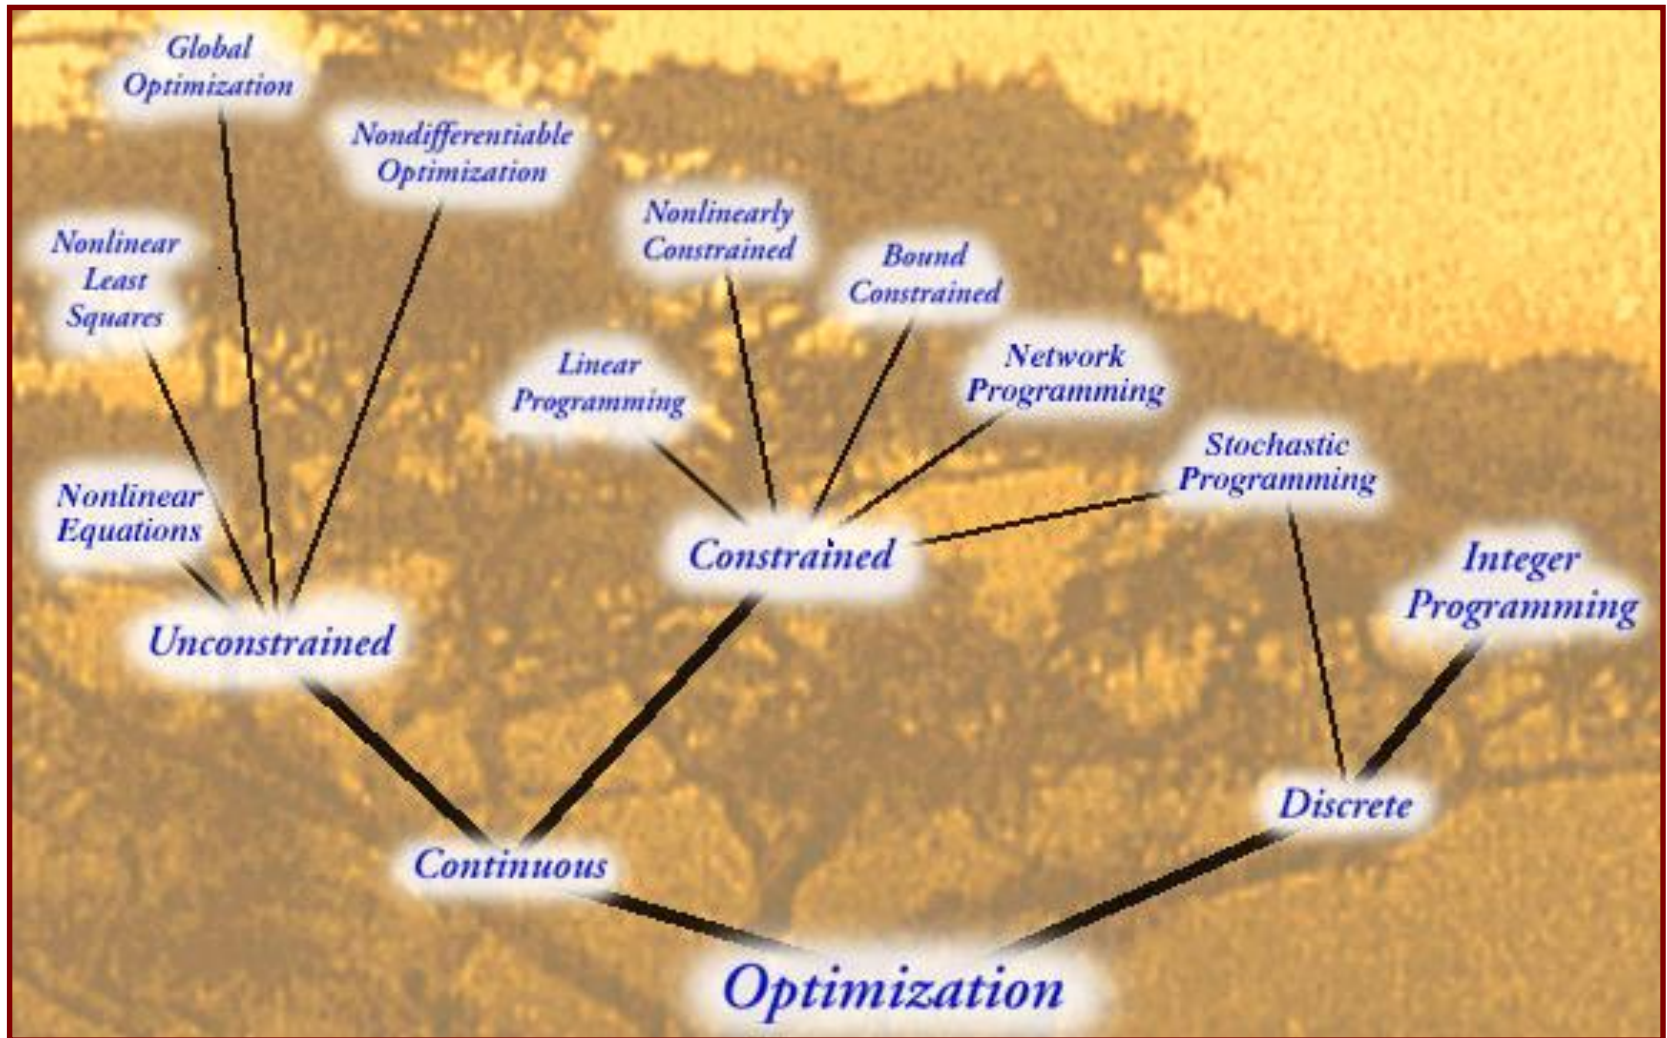 Global
Optimization
Nondifferentiable
Optimization
Nonlinearly
Constrained
Nonlinear
Least
Squares
Bound
Constrained
Linear
Programming
Network
Programming
Stochastic
Programming
Nonlinear
Equations
Constrained
Integer
Programming
Unconstrained
Discrete
Continuous
Optimization